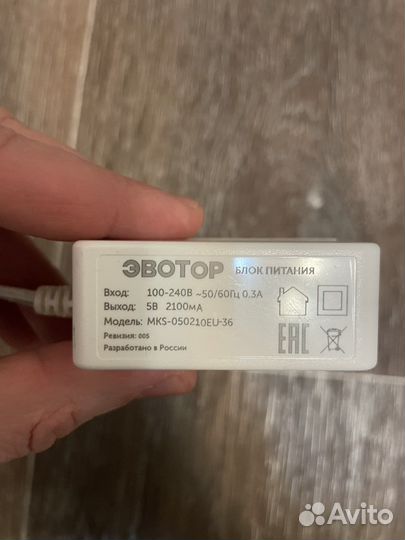 ЭВОТОР БЛОК ПИТАНИЯ
Вход: 100-240В ~50/60Гц 0.3А
Выход: 5В 2100мА
Модель: MKS-050210EU-36
Ревизия: 005
Разработано в России
EAC
Avito